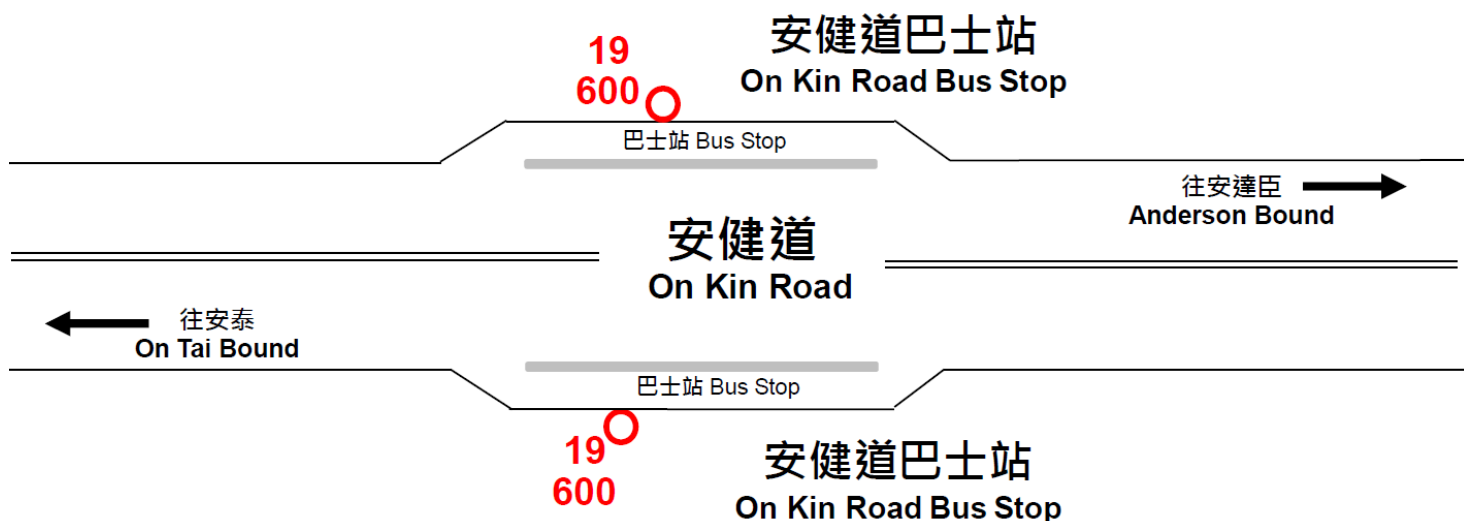 安健道巴士站
On Kin Road Bus Stop
19
600
巴士站 Bus Stop
往安達臣
Anderson Bound
安健道
On Kin Road
往安泰
On Tai Bound
巴士站 Bus Stop
19
600
安健道巴士站
On Kin Road Bus Stop